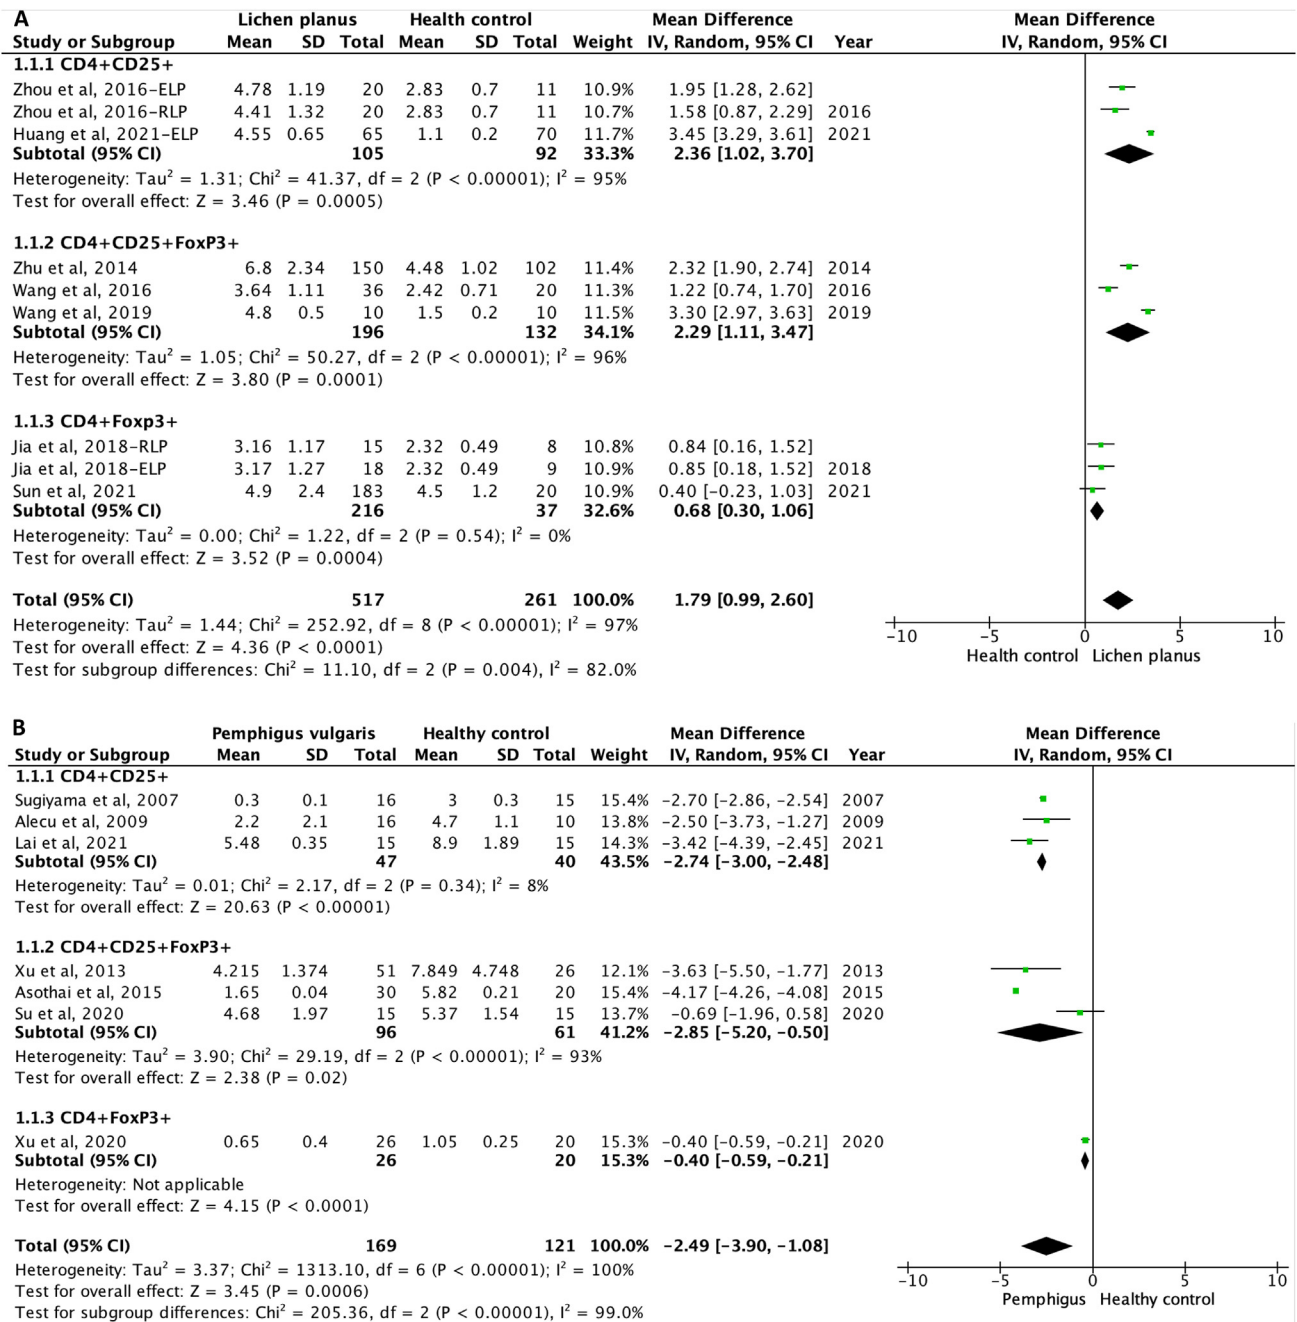 A
Lichen planus Health control Mean Difference Mean Difference
Study or Subgroup Mean SD Total Mean SD Total Weight IV, Random, 95% CI Year IV, Random, 95% CI
1.1.1 CD4+CD25+
Zhou et al, 2016-ELP 4.78 1.19 20 2.83 0.7 11 10.9% 1.95 [1.28, 2.62]
Zhou et al, 2016-RLP 4.41 1.32 20 2.83 0.7 11 10.7% 1.58 [0.87, 2.29] 2016
Huang et al, 2021-ELP 4.55 0.65 65 1.1 0.2 70 11.7% 3.45 [3.29, 3.61] 2021
Subtotal (95% CI) 105 92 33.3% 2.36 [1.02, 3.70]
Heterogeneity: Tau² = 1.31; Chi² = 41.37, df = 2 (P < 0.00001); I² = 95%
Test for overall effect: Z = 3.46 (P = 0.0005)
1.1.2 CD4+CD25+FoxP3+
Zhu et al, 2014 6.8 2.34 150 4.48 1.02 102 11.4% 2.32 [1.90, 2.74] 2014
Wang et al, 2016 3.64 1.11 36 2.42 0.71 20 11.3% 1.22 [0.74, 1.70] 2016
Wang et al, 2019 4.8 0.5 10 1.5 0.2 10 11.5% 3.30 [2.97, 3.63] 2019
Subtotal (95% CI) 196 132 34.1% 2.29 [1.11, 3.47]
Heterogeneity: Tau² = 1.05; Chi² = 50.27, df = 2 (P < 0.00001); I² = 96%
Test for overall effect: Z = 3.80 (P = 0.0001)
1.1.3 CD4+Foxp3+
Jia et al, 2018-RLP 3.16 1.17 15 2.32 0.49 8 10.8% 0.84 [0.16, 1.52]
Jia et al, 2018-ELP 3.17 1.27 18 2.32 0.49 9 10.9% 0.85 [0.18, 1.52] 2018
Sun et al, 2021 4.9 2.4 183 4.5 1.2 20 10.9% 0.40 [-0.23, 1.03] 2021
Subtotal (95% CI) 216 37 32.6% 0.68 [0.30, 1.06]
Heterogeneity: Tau² = 0.00; Chi² = 1.22, df = 2 (P = 0.54); I² = 0%
Test for overall effect: Z = 3.52 (P = 0.0004)
Total (95% CI) 517 261 100.0% 1.79 [0.99, 2.60]
Heterogeneity: Tau² = 1.44; Chi² = 252.92, df = 8 (P < 0.00001); I² = 97%
Test for overall effect: Z = 4.36 (P < 0.0001)
Test for subgroup differences: Chi² = 11.10, df = 2 (P = 0.004), I² = 82.0%
-10 -5 0 5 10
Health control Lichen planus
B
Pemphigus vulgaris Healthy control Mean Difference Mean Difference
Study or Subgroup Mean SD Total Mean SD Total Weight IV, Random, 95% CI Year IV, Random, 95% CI
1.1.1 CD4+CD25+
Sugiyama et al, 2007 0.3 0.1 16 3 0.3 15 15.4% -2.70 [-2.86, -2.54] 2007
Alecu et al, 2009 2.2 2.1 16 4.7 1.1 10 13.8% -2.50 [-3.73, -1.27] 2009
Lai et al, 2021 5.48 0.35 15 8.9 1.89 15 14.3% -3.42 [-4.39, -2.45] 2021
Subtotal (95% CI) 47 40 43.5% -2.74 [-3.00, -2.48]
Heterogeneity: Tau² = 0.01; Chi² = 2.17, df = 2 (P = 0.34); I² = 8%
Test for overall effect: Z = 20.63 (P < 0.00001)
1.1.2 CD4+CD25+FoxP3+
Xu et al, 2013 4.215 1.374 51 7.849 4.748 26 12.1% -3.63 [-5.50, -1.77] 2013
Asothai et al, 2015 1.65 0.04 30 5.82 0.21 20 15.4% -4.17 [-4.26, -4.08] 2015
Su et al, 2020 4.68 1.97 15 5.37 1.54 15 13.7% -0.69 [-1.96, 0.58] 2020
Subtotal (95% CI) 96 61 41.2% -2.85 [-5.20, -0.50]
Heterogeneity: Tau² = 3.90; Chi² = 29.19, df = 2 (P < 0.00001); I² = 93%
Test for overall effect: Z = 2.38 (P = 0.02)
1.1.3 CD4+FoxP3+
Xu et al, 2020 0.65 0.4 26 1.05 0.25 20 15.3% -0.40 [-0.59, -0.21] 2020
Subtotal (95% CI) 26 20 15.3% -0.40 [-0.59, -0.21]
Heterogeneity: Not applicable
Test for overall effect: Z = 4.15 (P < 0.0001)
Total (95% CI) 169 121 100.0% -2.49 [-3.90, -1.08]
Heterogeneity: Tau² = 3.37; Chi² = 1313.10, df = 6 (P < 0.00001); I² = 100%
Test for overall effect: Z = 3.45 (P = 0.0006)
Test for subgroup differences: Chi² = 205.36, df = 2 (P < 0.00001), I² = 99.0%
-10 -5 0 5 10
Pemphigus Healthy control